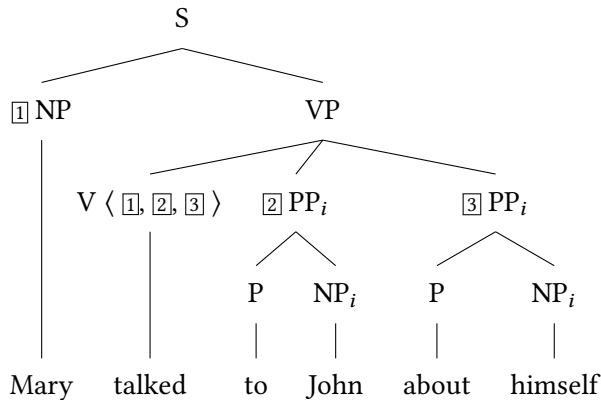 S
1 NP VP
V ⟨ 1, 2, 3 ⟩ 2 PPᵢ 3 PPᵢ
P NPᵢ P NPᵢ
Mary talked to John about himself